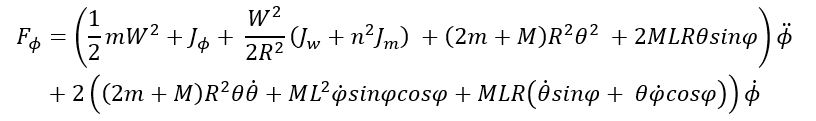 F_ϕ = (1/2 mW² + J_ϕ + W²/2R² (J_w + n²J_m) + (2m + M)R²θ² + 2MLRθsinφ) ϕ̈
+ 2((2m + M)R²θθ̇ + ML²φ̇sinφcosφ + MLR(θ̇sinφ + θφ̇cosφ)) ϕ̇